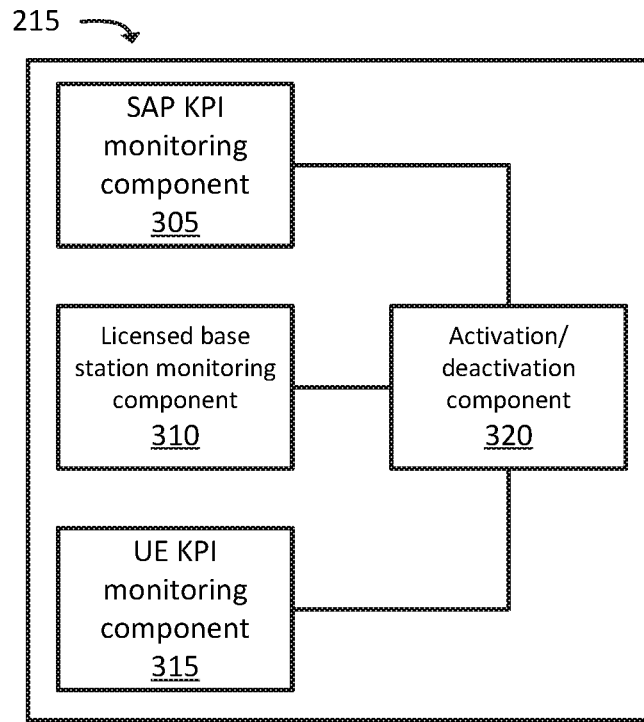 215
SAP KPI
monitoring
component
305
Licensed base
station monitoring
component
310
Activation/
deactivation
component
320
UE KPI
monitoring
component
315